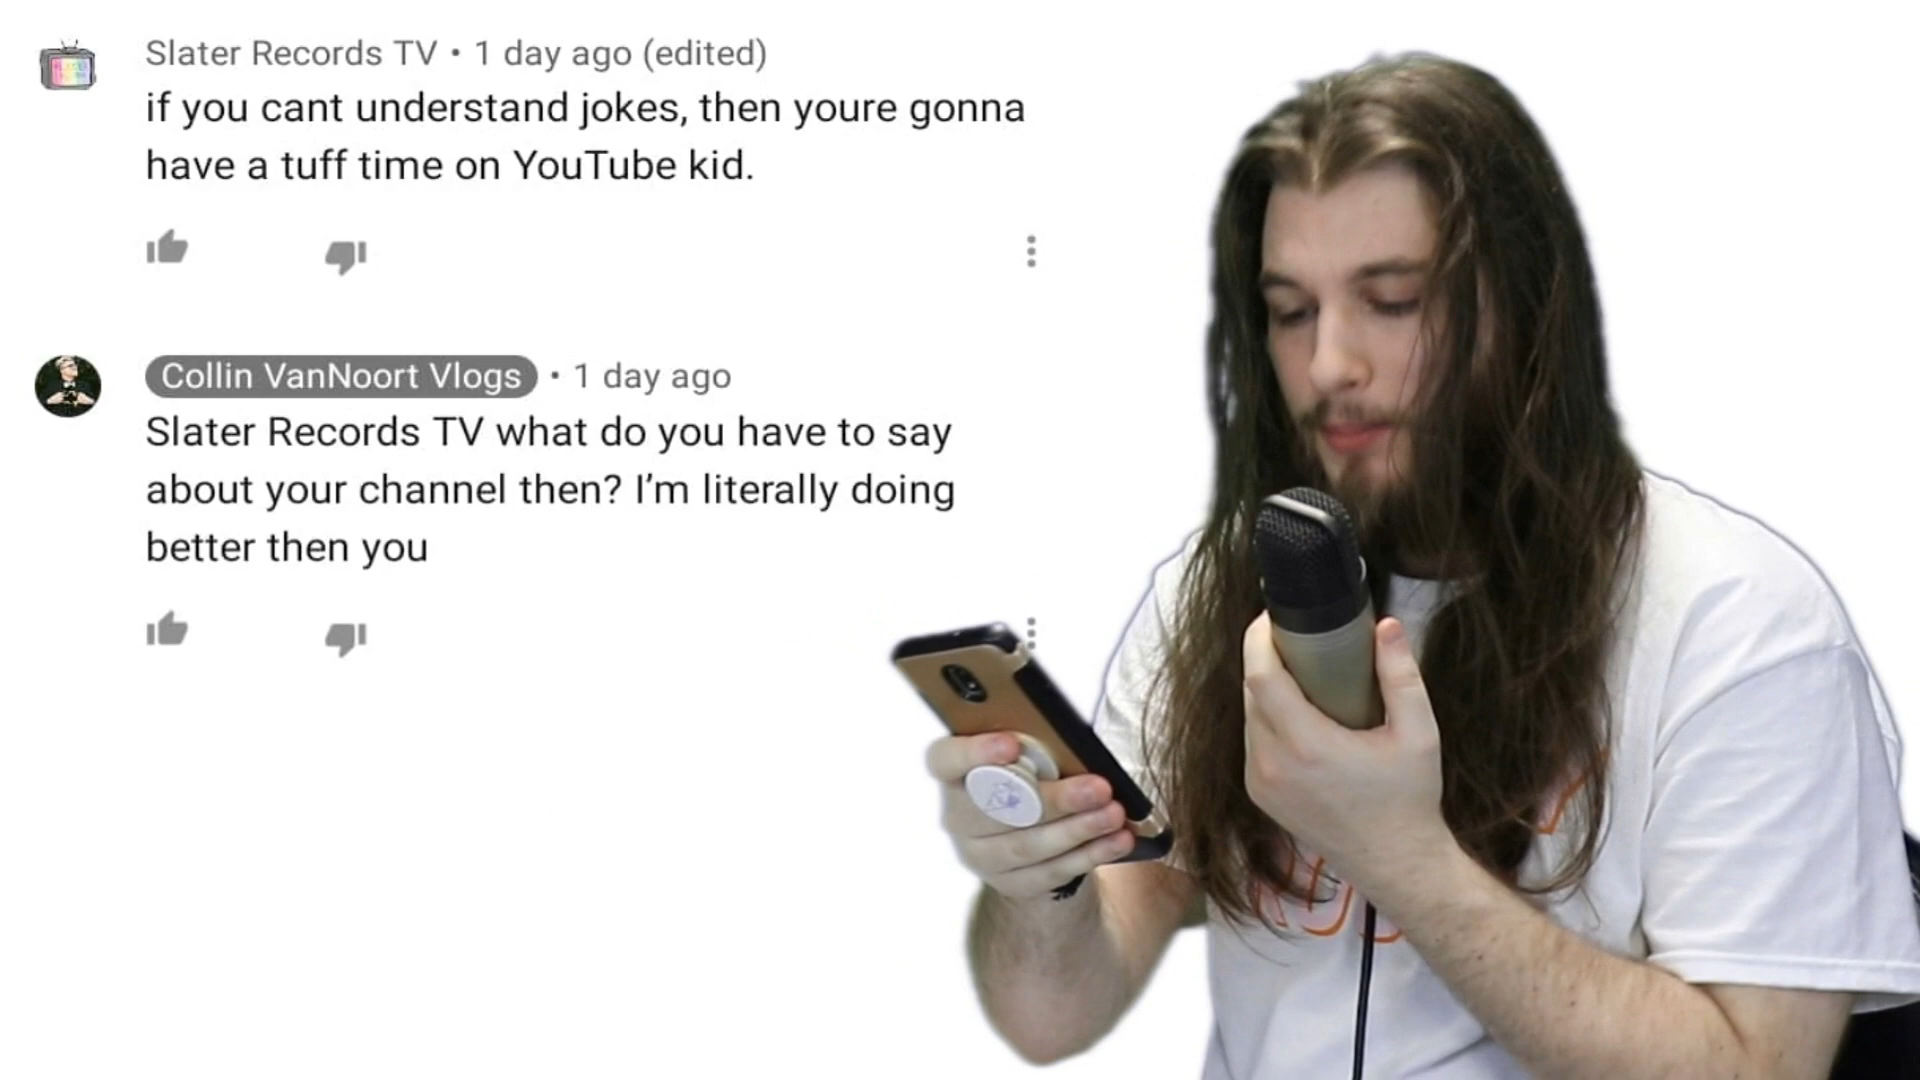 Slater Records TV • 1 day ago (edited)
if you cant understand jokes, then youre gonna
have a tuff time on YouTube kid.
Collin VanNoort Vlogs • 1 day ago
Slater Records TV what do you have to say
about your channel then? I'm literally doing
better then you